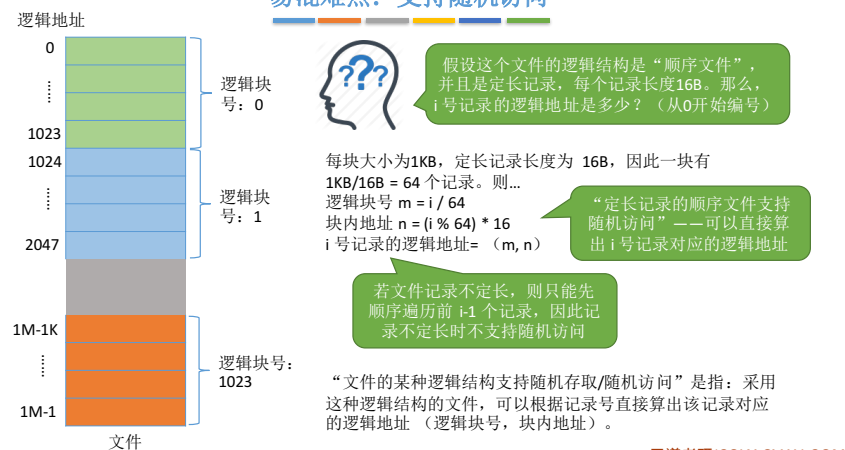 易混难点：支持随机访问
逻辑地址
0
1023
1024
2047
1M-1K
1M-1
文件
逻辑块
号：0
逻辑块
号：1
逻辑块号：
1023
???
假设这个文件的逻辑结构是“顺序文件”，
并且是定长记录，每个记录长度16B。那么，
i号记录的逻辑地址是多少？（从0开始编号）
每块大小为1KB，定长记录长度为 16B，因此一块有
1KB/16B = 64 个记录。则…
逻辑块号 m = i / 64
块内地址 n = (i % 64) * 16
i 号记录的逻辑地址= （m, n）
“定长记录的顺序文件支持
随机访问”——可以直接算
出 i 号记录对应的逻辑地址
若文件记录不定长，则只能先
顺序遍历前 i-1 个记录，因此记
录不定长时不支持随机访问
“文件的某种逻辑结构支持随机存取/随机访问”是指：采用
这种逻辑结构的文件，可以根据记录号直接算出该记录对应
的逻辑地址 （逻辑块号，块内地址）。